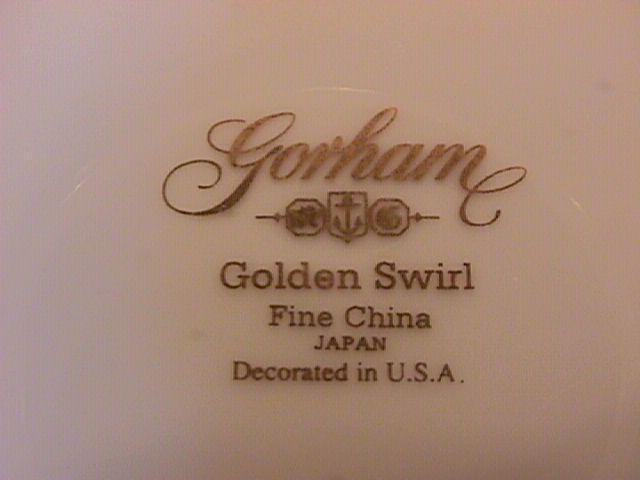 Gorham
Golden Swirl
Fine China
JAPAN
Decorated in U.S.A.